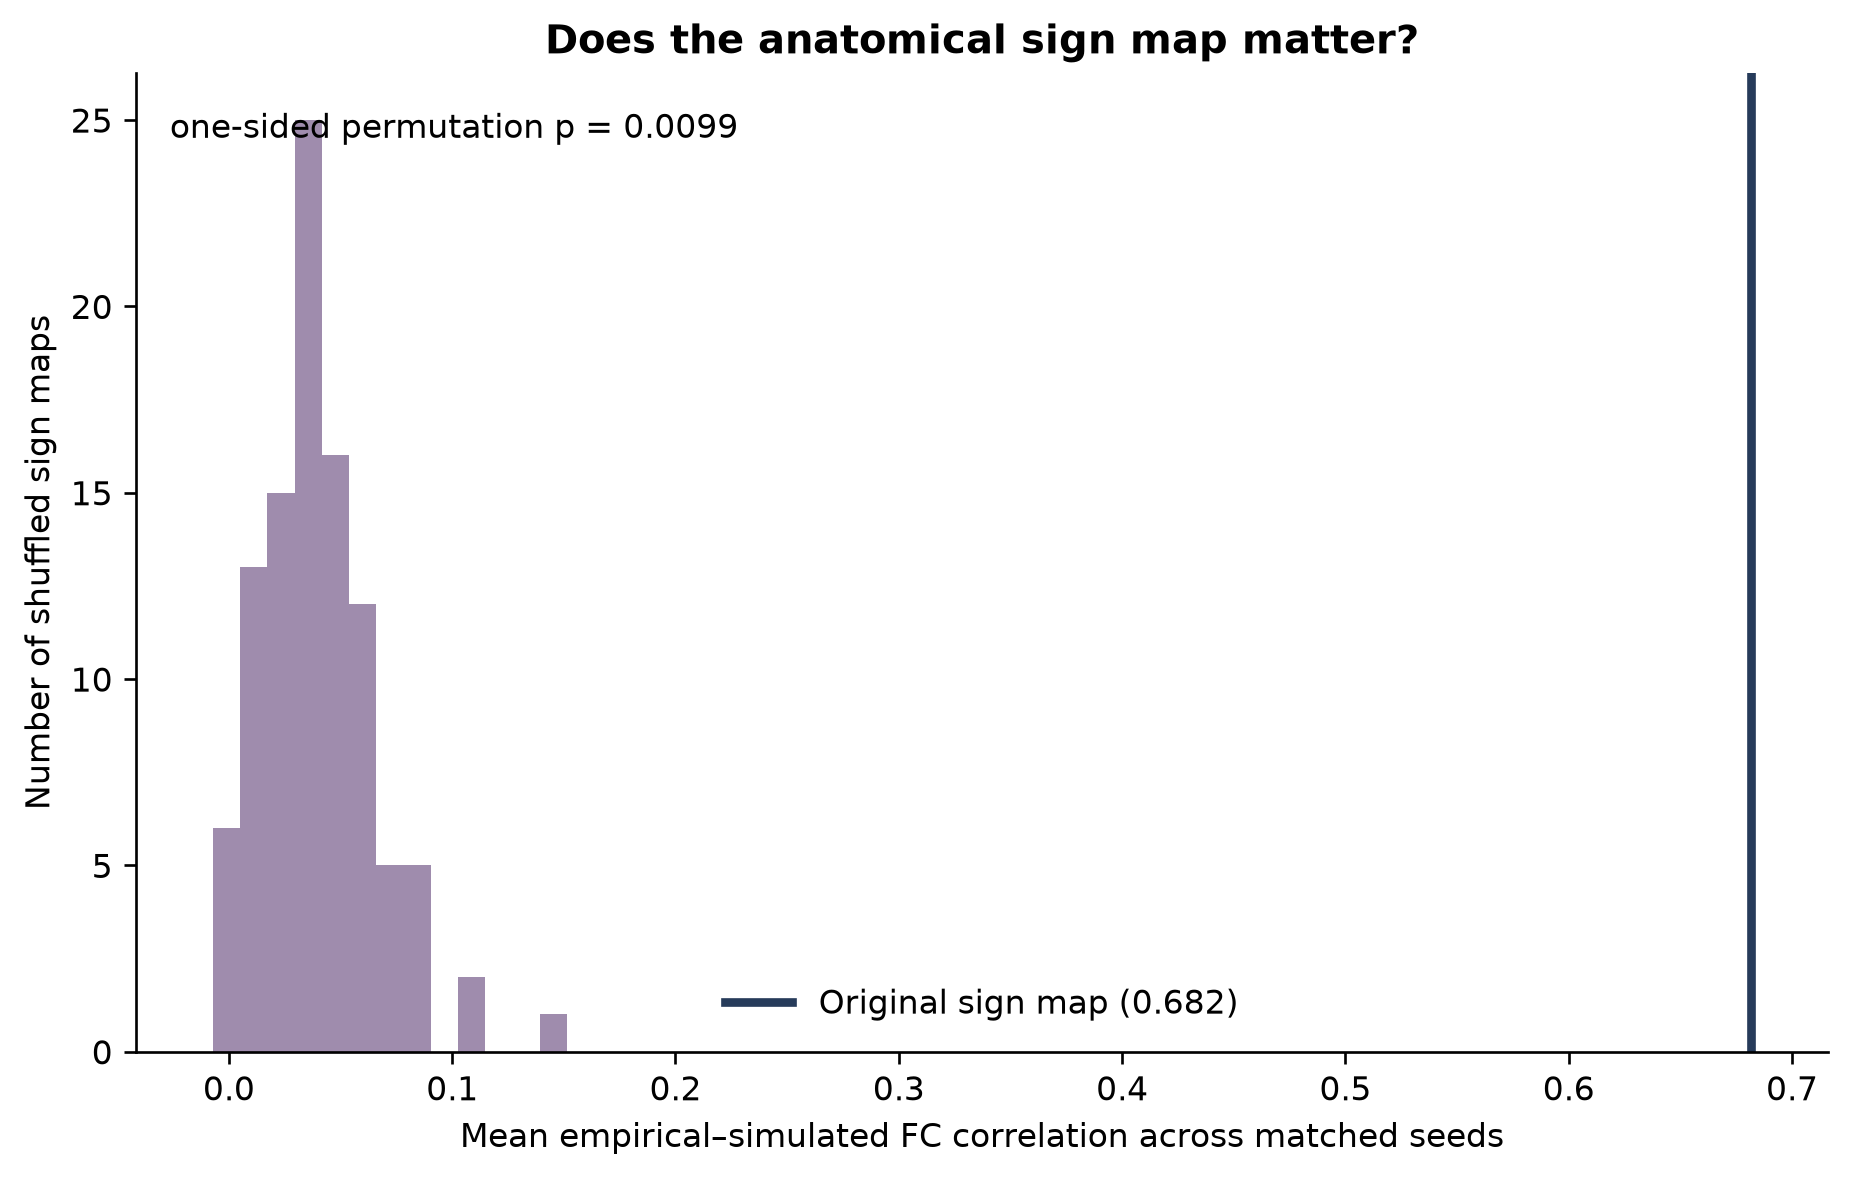 Does the anatomical sign map matter?
one-sided permutation p = 0.0099
Number of shuffled sign maps
25
20
15
10
5
0
Original sign map (0.682)
0.0 0.1 0.2 0.3 0.4 0.5 0.6 0.7
Mean empirical–simulated FC correlation across matched seeds